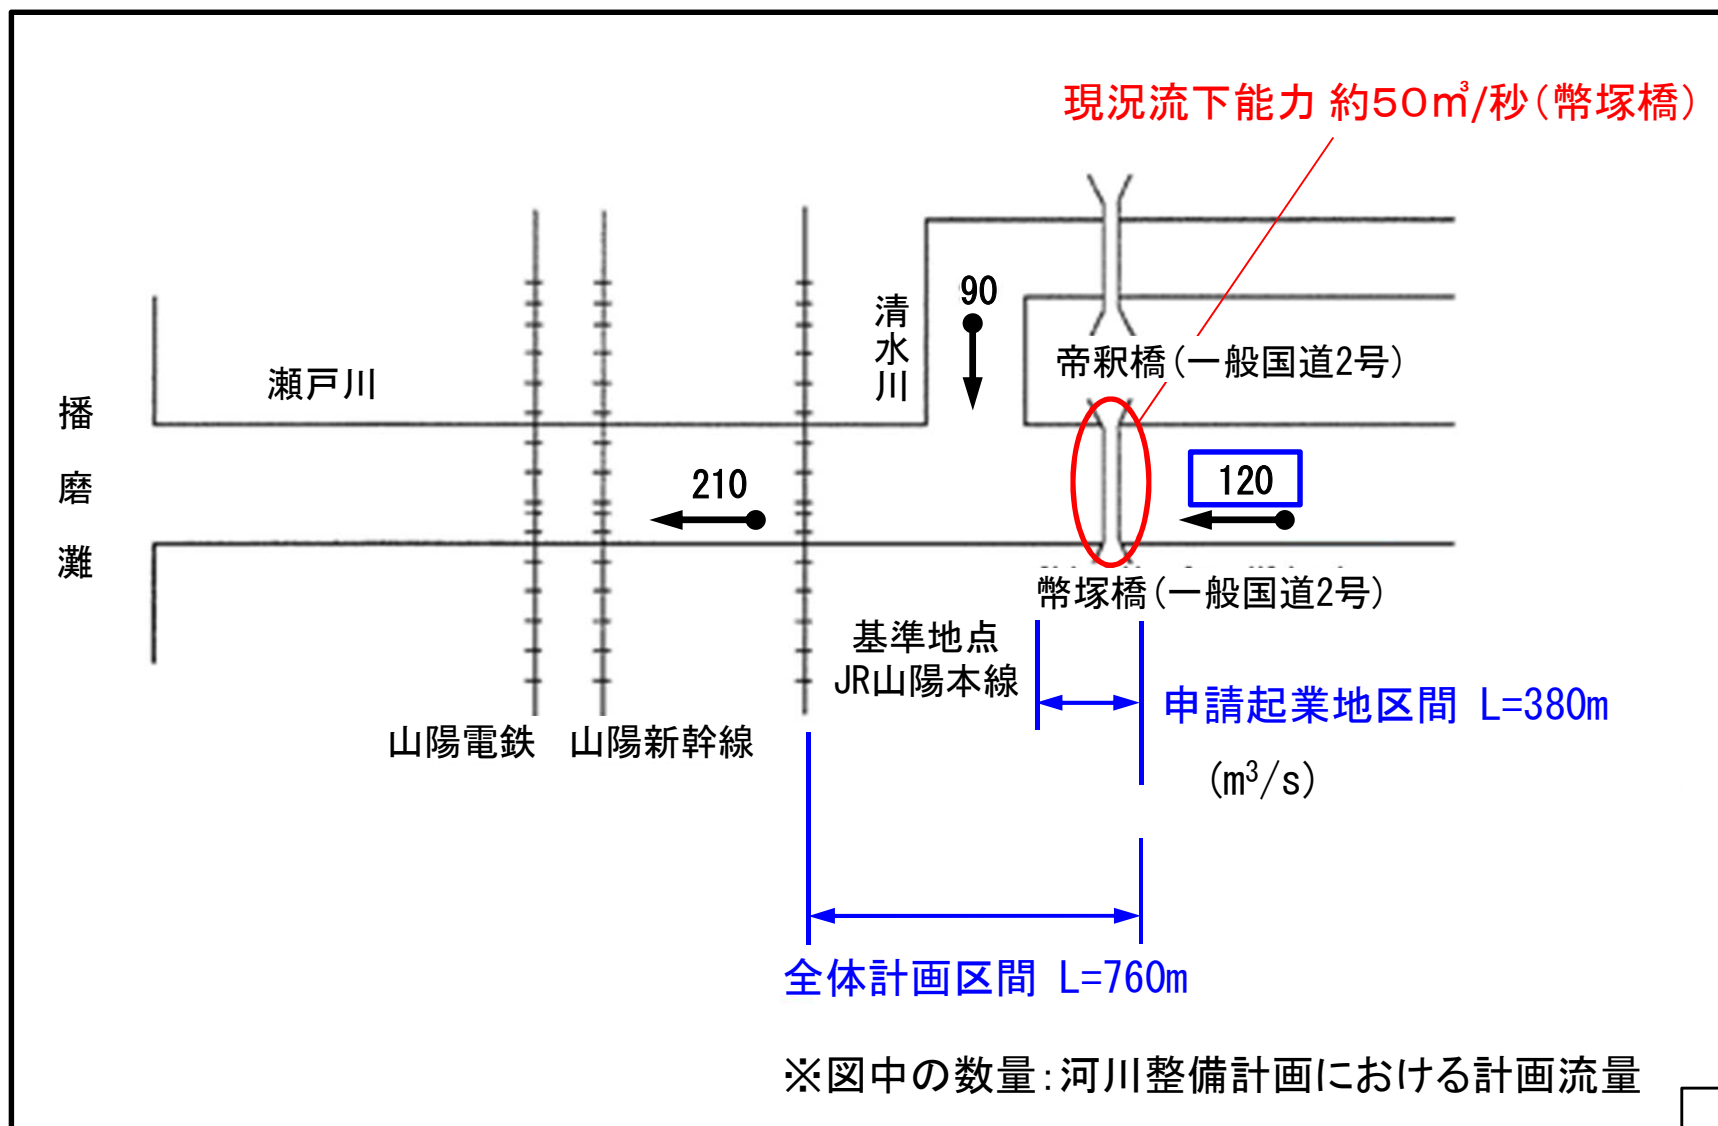 現況流下能力 約50㎥/秒(幣塚橋)
90
清水川
帝釈橋(一般国道2号)
瀬戸川
播磨灘
210
120
幣塚橋(一般国道2号)
基準地点
JR山陽本線
申請起業地区間 L=380m
山陽電鉄
山陽新幹線
(m³/s)
全体計画区間 L=760m
※図中の数量:河川整備計画における計画流量